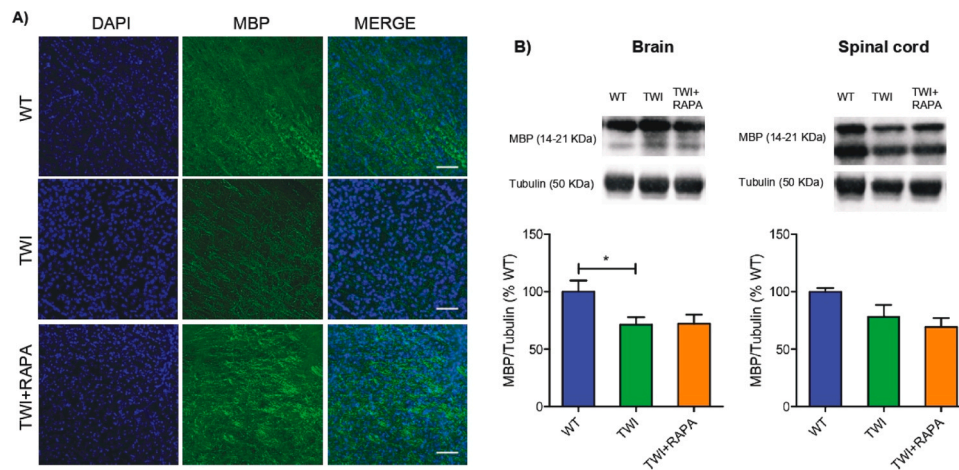 A)
DAPI MBP MERGE
WT
TWI
TWI+RAPA
B)
Brain
WT TWI TWI+
RAPA
MBP (14-21 KDa)
Tubulin (50 KDa)
150
100
50
0
MBP/Tubulin (% WT)
*
WT TWI TWI+RAPA
Spinal cord
WT TWI TWI+
RAPA
MBP (14-21 KDa)
Tubulin (50 KDa)
150
100
50
0
MBP/Tubulin (% WT)
WT TWI TWI+RAPA